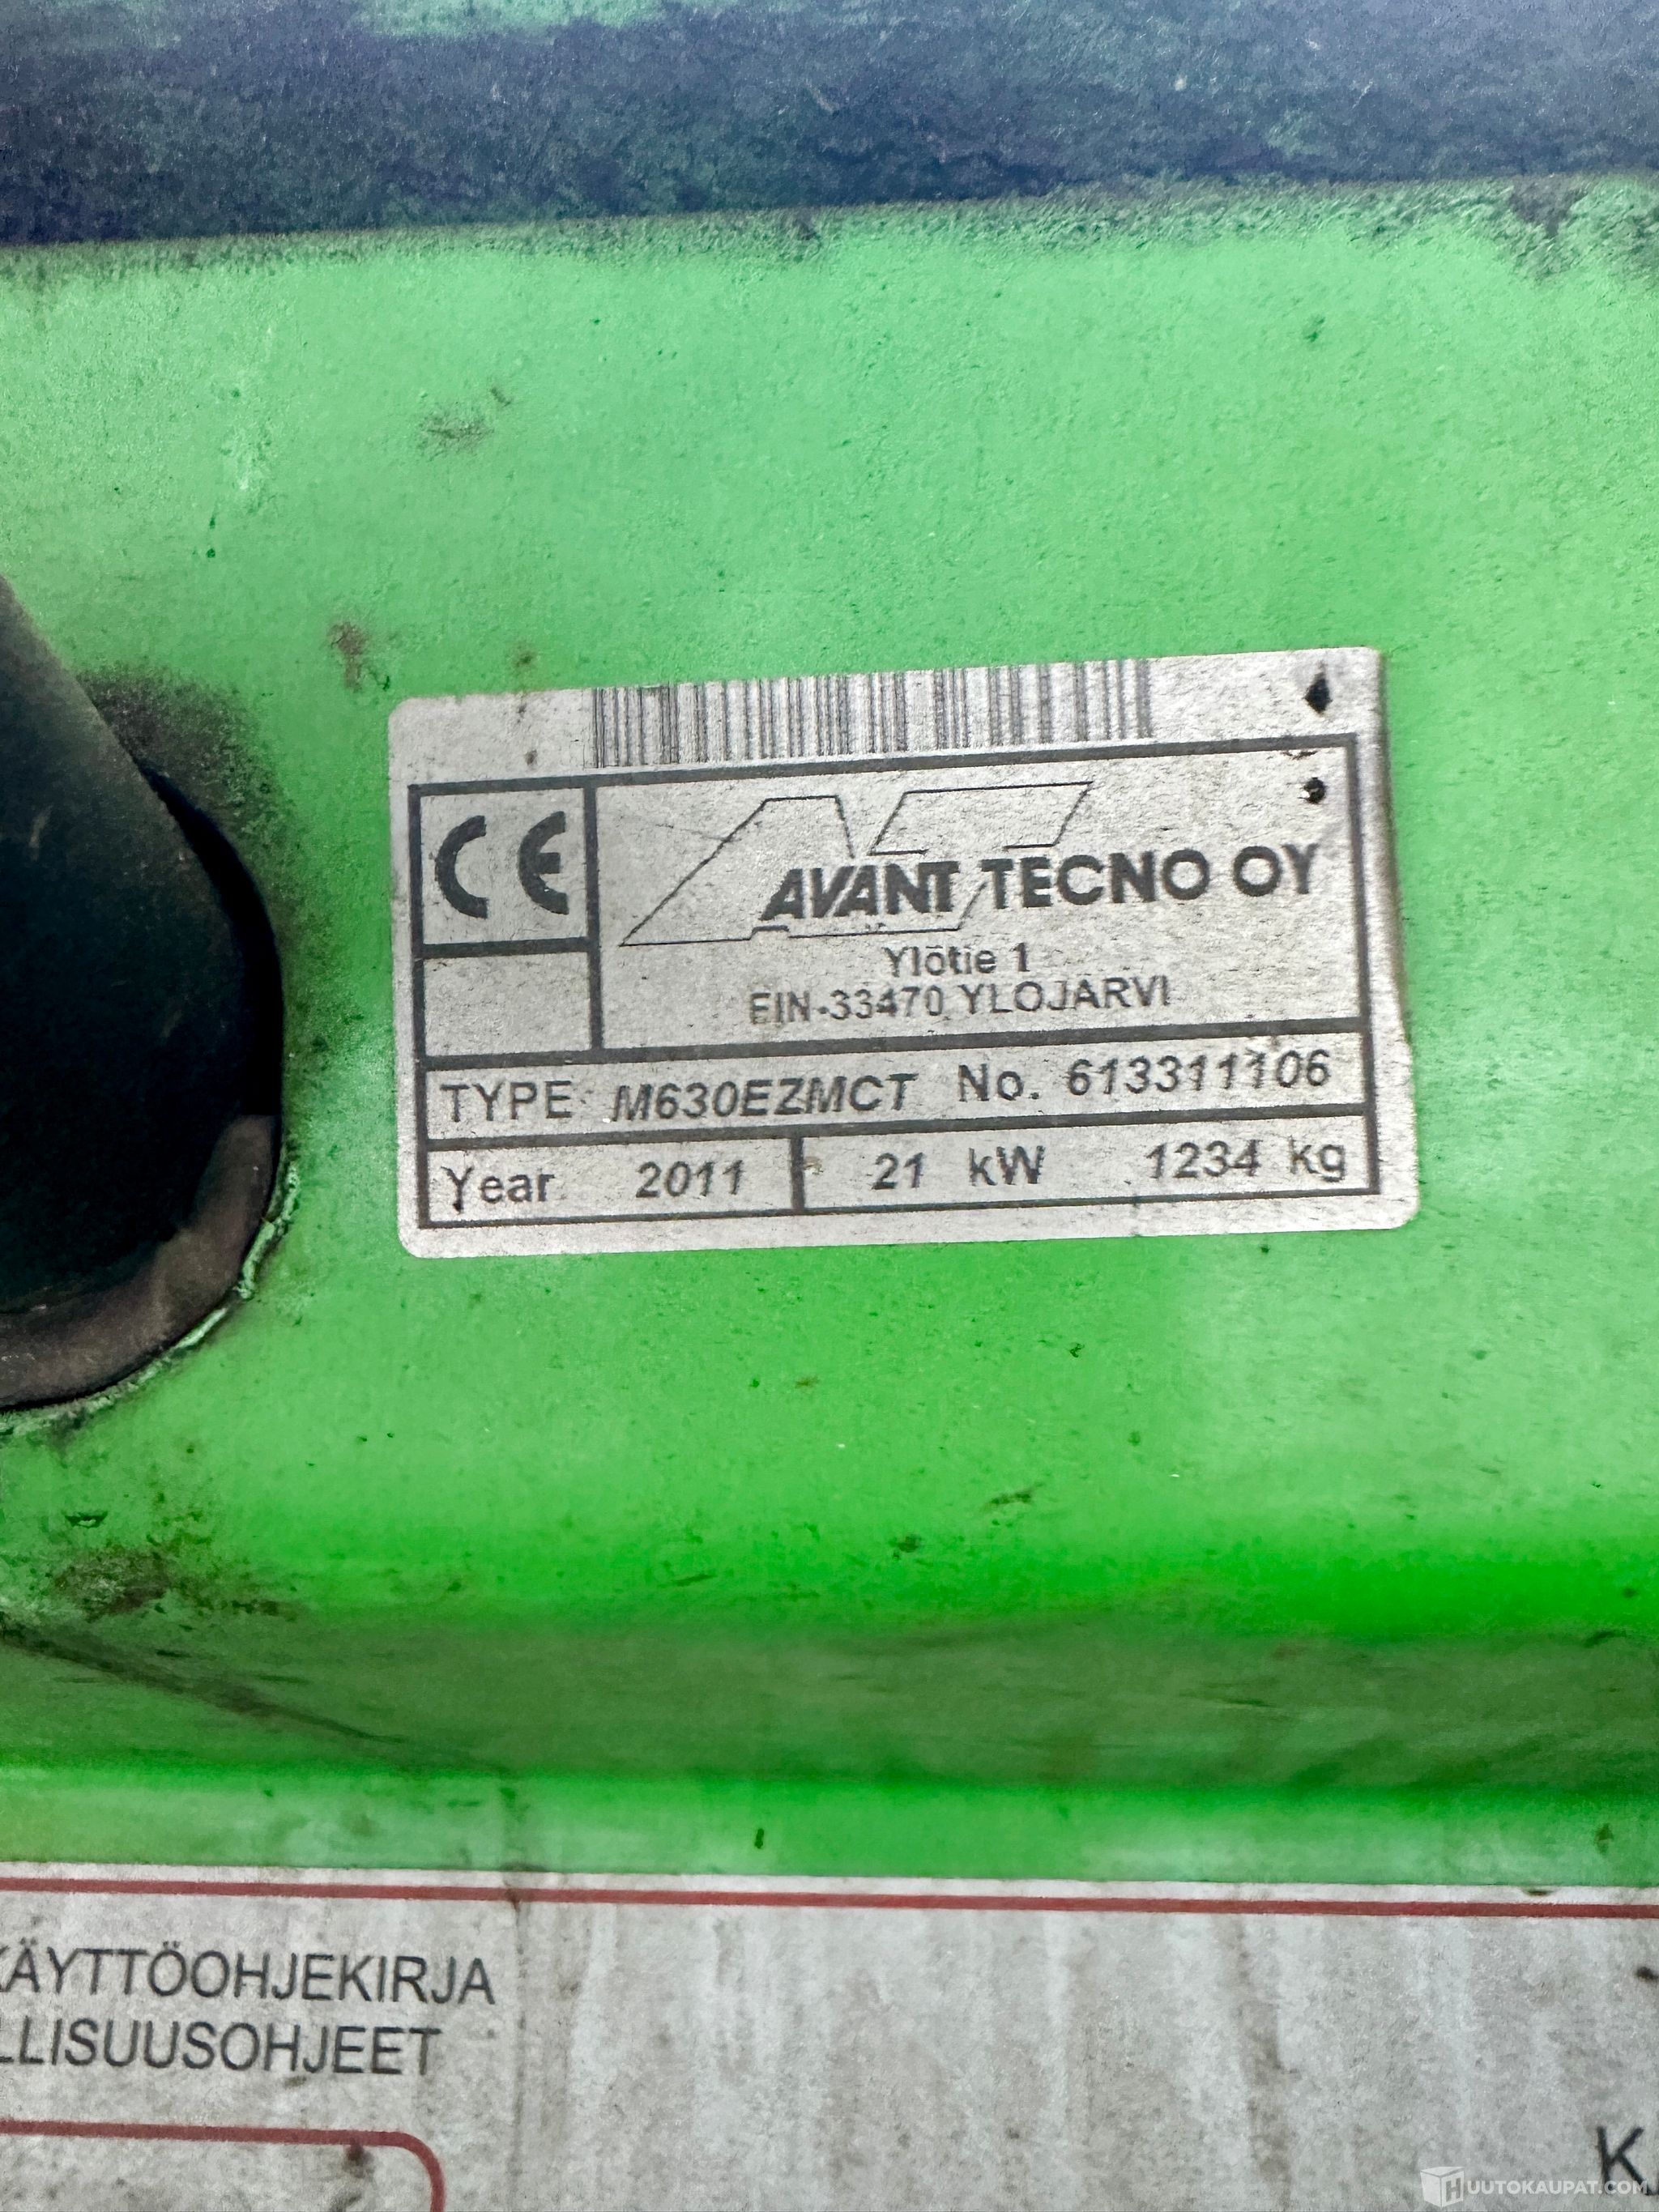 CE
AVANT TECNO OY
Ylötie 1
FIN-33470 YLÖJÄRVI
TYPE M630EZMCT No. 613311106
Year 2011 21 kW 1234 kg
KÄYTTÖOHJEKIRJA
LLISUUSOHJEET
K
HUUTOKAUPAT.COM